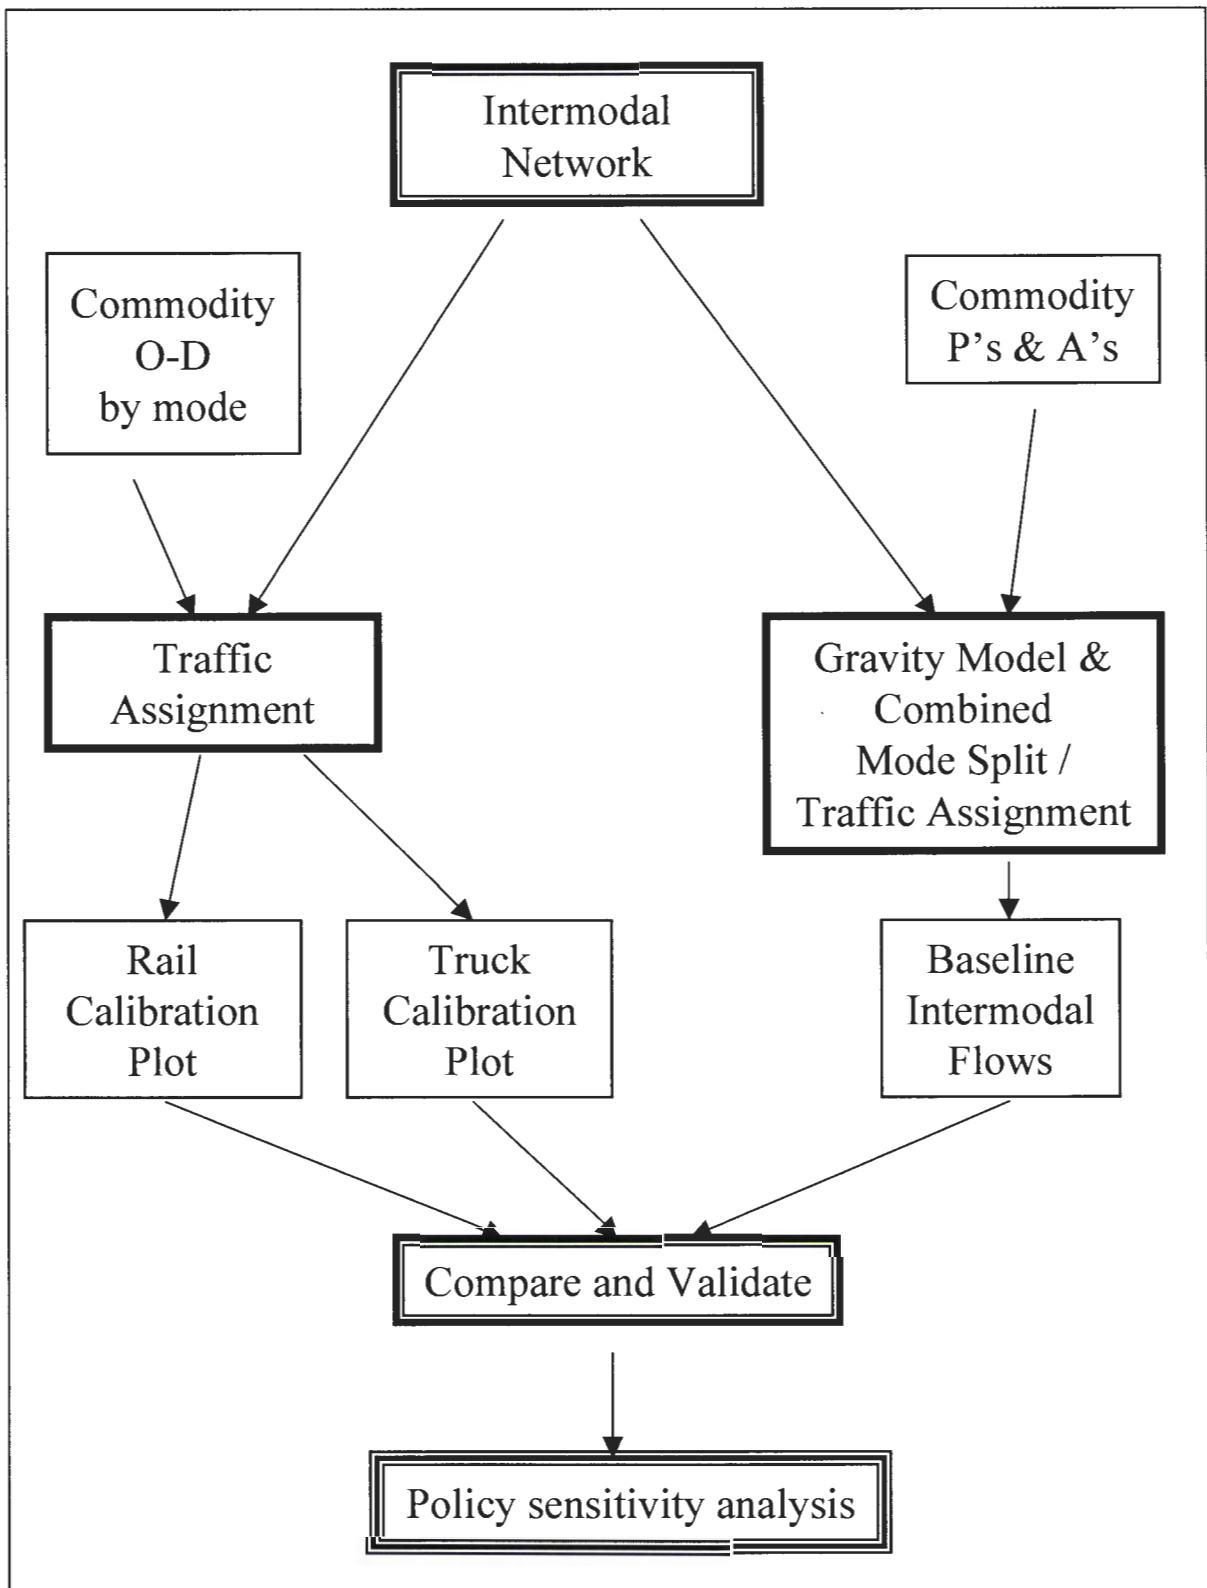 Intermodal
Network
Commodity
O-D
by mode
Commodity
P's & A's
Traffic
Assignment
Gravity Model &
Combined
Mode Split /
Traffic Assignment
Rail
Calibration
Plot
Truck
Calibration
Plot
Baseline
Intermodal
Flows
Compare and Validate
Policy sensitivity analysis